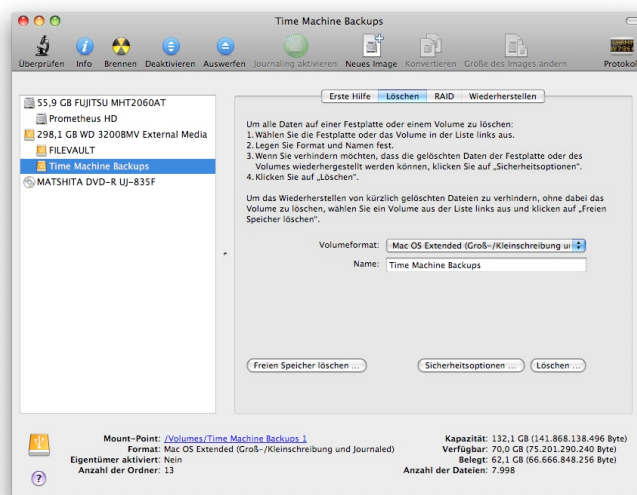 Time Machine Backups
Überprüfen Info Brennen Deaktivieren Auswerfen Journaling aktivieren Neues Image Konvertieren Größe des Images ändern Protokol
55,9 GB FUJITSU MHT2060AT
Prometheus HD
298,1 GB WD 3200BMV External Media
FILEVAULT
Time Machine Backups
MATSHITA DVD-R UJ-835F
Erste Hilfe Löschen RAID Wiederherstellen
Um alle Daten auf einer Festplatte oder einem Volume zu löschen:
1. Wählen Sie die Festplatte oder das Volume in der Liste links aus.
2. Legen Sie Format und Namen fest.
3. Wenn Sie verhindern möchten, dass die gelöschten Daten der Festplatte oder des
Volumes wiederhergestellt werden können, klicken Sie auf „Sicherheitsoptionen“.
4. Klicken Sie auf „Löschen“.
Um das Wiederherstellen von kürzlich gelöschten Dateien zu verhindern, ohne dabei das
Volume zu löschen, wählen Sie ein Volume aus der Liste links aus und klicken auf „Freien
Speicher löschen“.
Volumeformat: Mac OS Extended (Groß-/Kleinschreibung u
Name: Time Machine Backups
Freien Speicher löschen ... Sicherheitsoptionen ... Löschen ...
Mount-Point: /Volumes/Time Machine Backups 1
Format: Mac OS Extended (Groß-/Kleinschreibung und Journaled)
Eigentümer aktiviert: Nein
Anzahl der Ordner: 13
Kapazität: 132,1 GB (141.868.138.496 Byte)
Verfügbar: 70,0 GB (75.201.290.240 Byte)
Belegt: 62,1 GB (66.666.848.256 Byte)
Anzahl der Dateien: 7.998